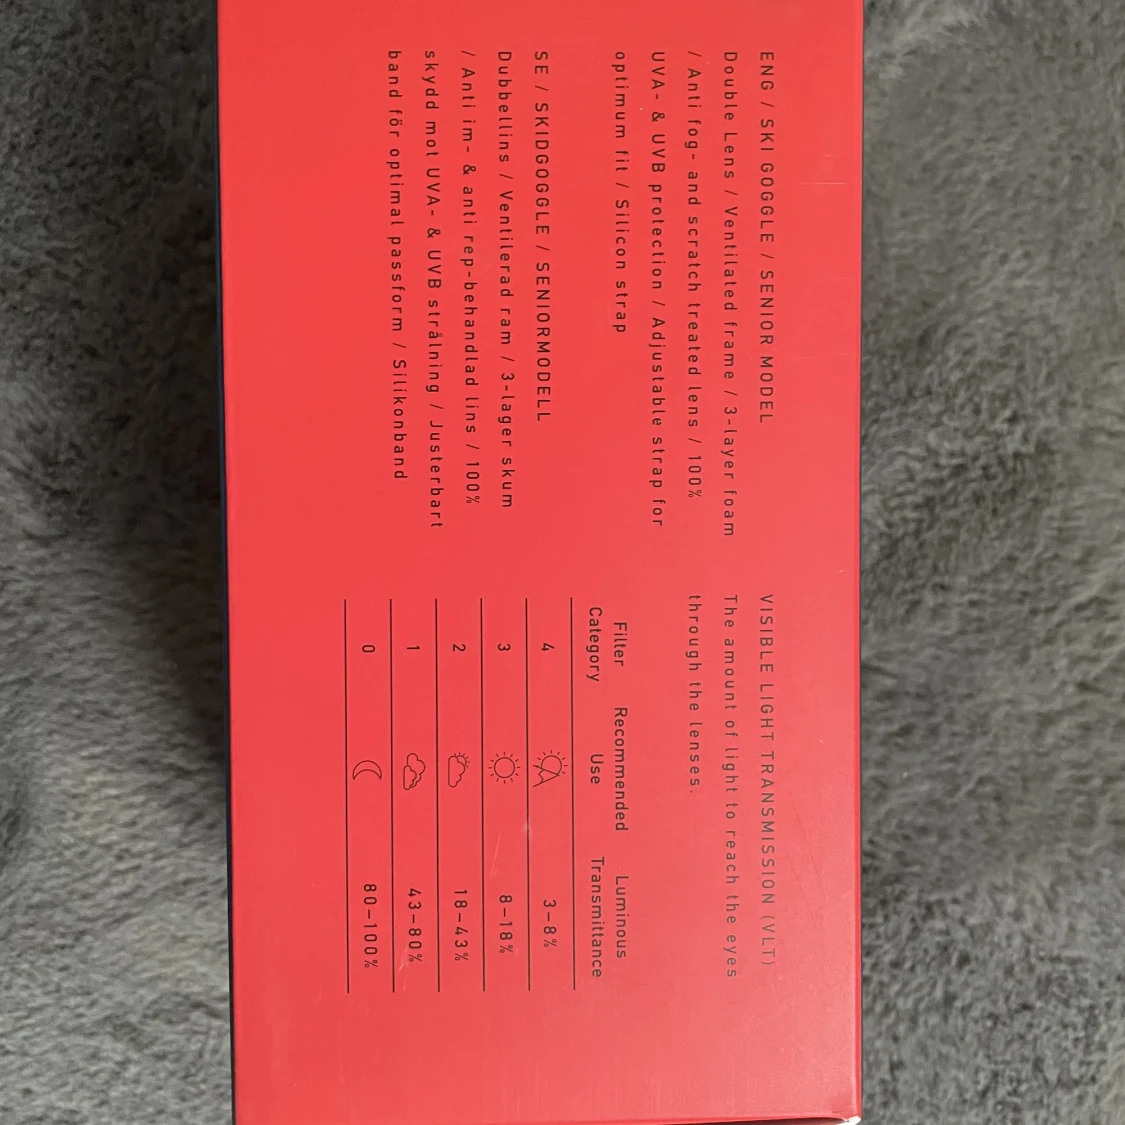 ENG / SKI GOGGLE / SENIOR MODEL
Double Lens / Ventilated frame / 3-layer foam
/ Anti fog- and scratch treated lens / 100%
UVA- & UVB protection / Adjustable strap for
optimum fit / Silicon strap
SE / SKIDGOGGLE / SENIORMODELL
Dubbellins / Ventilerad ram / 3-lager skum
/ Anti im- & anti rep-behandlad lins / 100%
skydd mot UVA- & UVB strålning / Justerbart
band för optimal passform / Silikonband
VISIBLE LIGHT TRANSMISSION (VLT)
The amount of light to reach the eyes
through the lenses.
Filter Recommended Luminous
Category Use Transmittance
4 3–8%
3 8–18%
2 18–43%
1 43–80%
0 80–100%